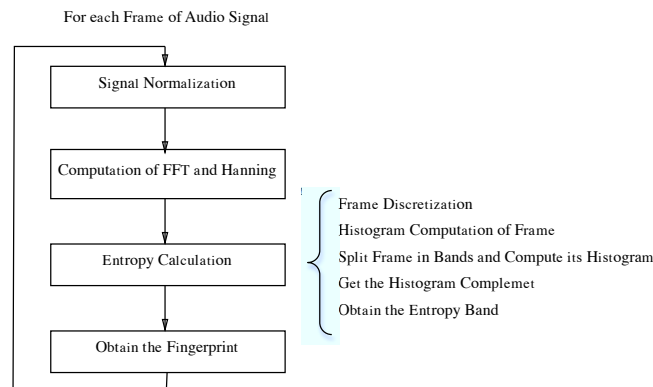 For each Frame of Audio Signal
Signal Normalization
Computation of FFT and Hanning
Entropy Calculation
Frame Discretization
Histogram Computation of Frame
Split Frame in Bands and Compute its Histogram
Get the Histogram Complemet
Obtain the Entropy Band
Obtain the Fingerprint